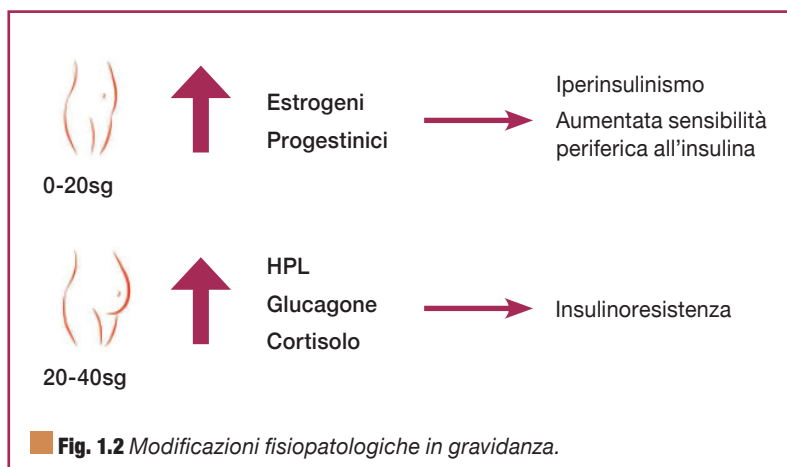 Estrogeni
Progestinici
Iperinsulinismo
Aumentata sensibilità
periferica all'insulina
0-20sg
HPL
Glucagone
Cortisolo
Insulinoresistenza
20-40sg
Fig. 1.2 Modificazioni fisiopatologiche in gravidanza.